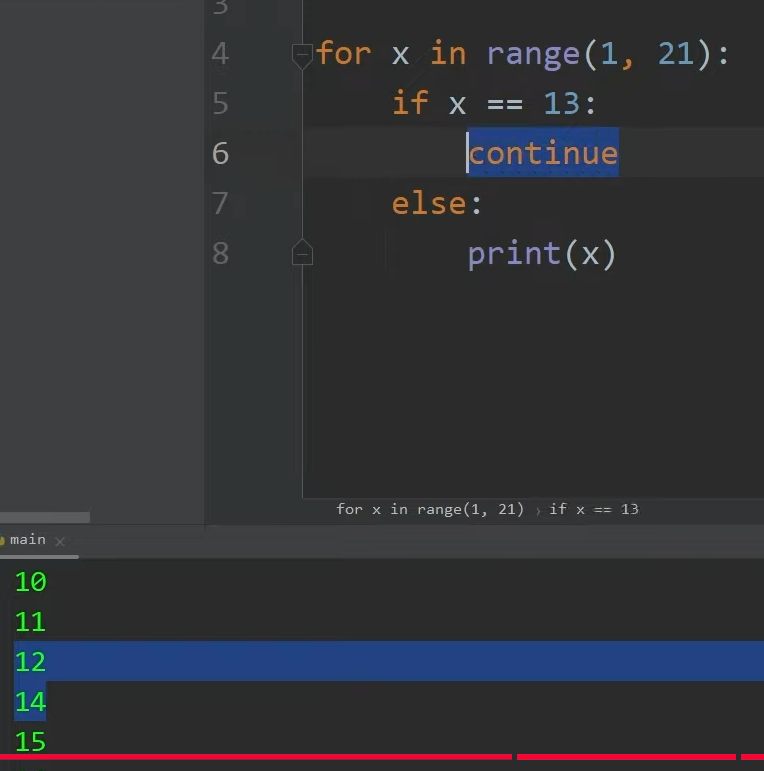 3
4 for x in range(1, 21):
5     if x == 13:
6         continue
7     else:
8         print(x)
for x in range(1, 21) › if x == 13
main ×
10
11
12
14
15